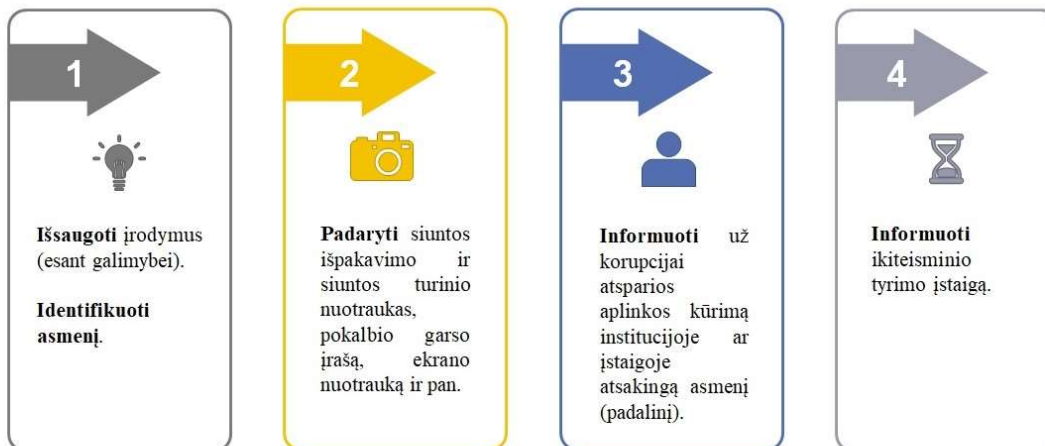 1
Išsaugoti įrodymus
(esant galimybei).
Identifikuoti
asmenį.
2
Padaryti siuntos
išpakavimo ir
siuntos turinio
nuotraukas,
pokalbio garso
įrašą, ekrano
nuotrauką ir pan.
3
Informuoti už
korupcijai
atsparios
aplinkos kūrimą
institucijoje ar
įstaigoje
atsakingą asmenį
(padalinį).
4
Informuoti
ikiteisminio
tyrimo įstaigą.